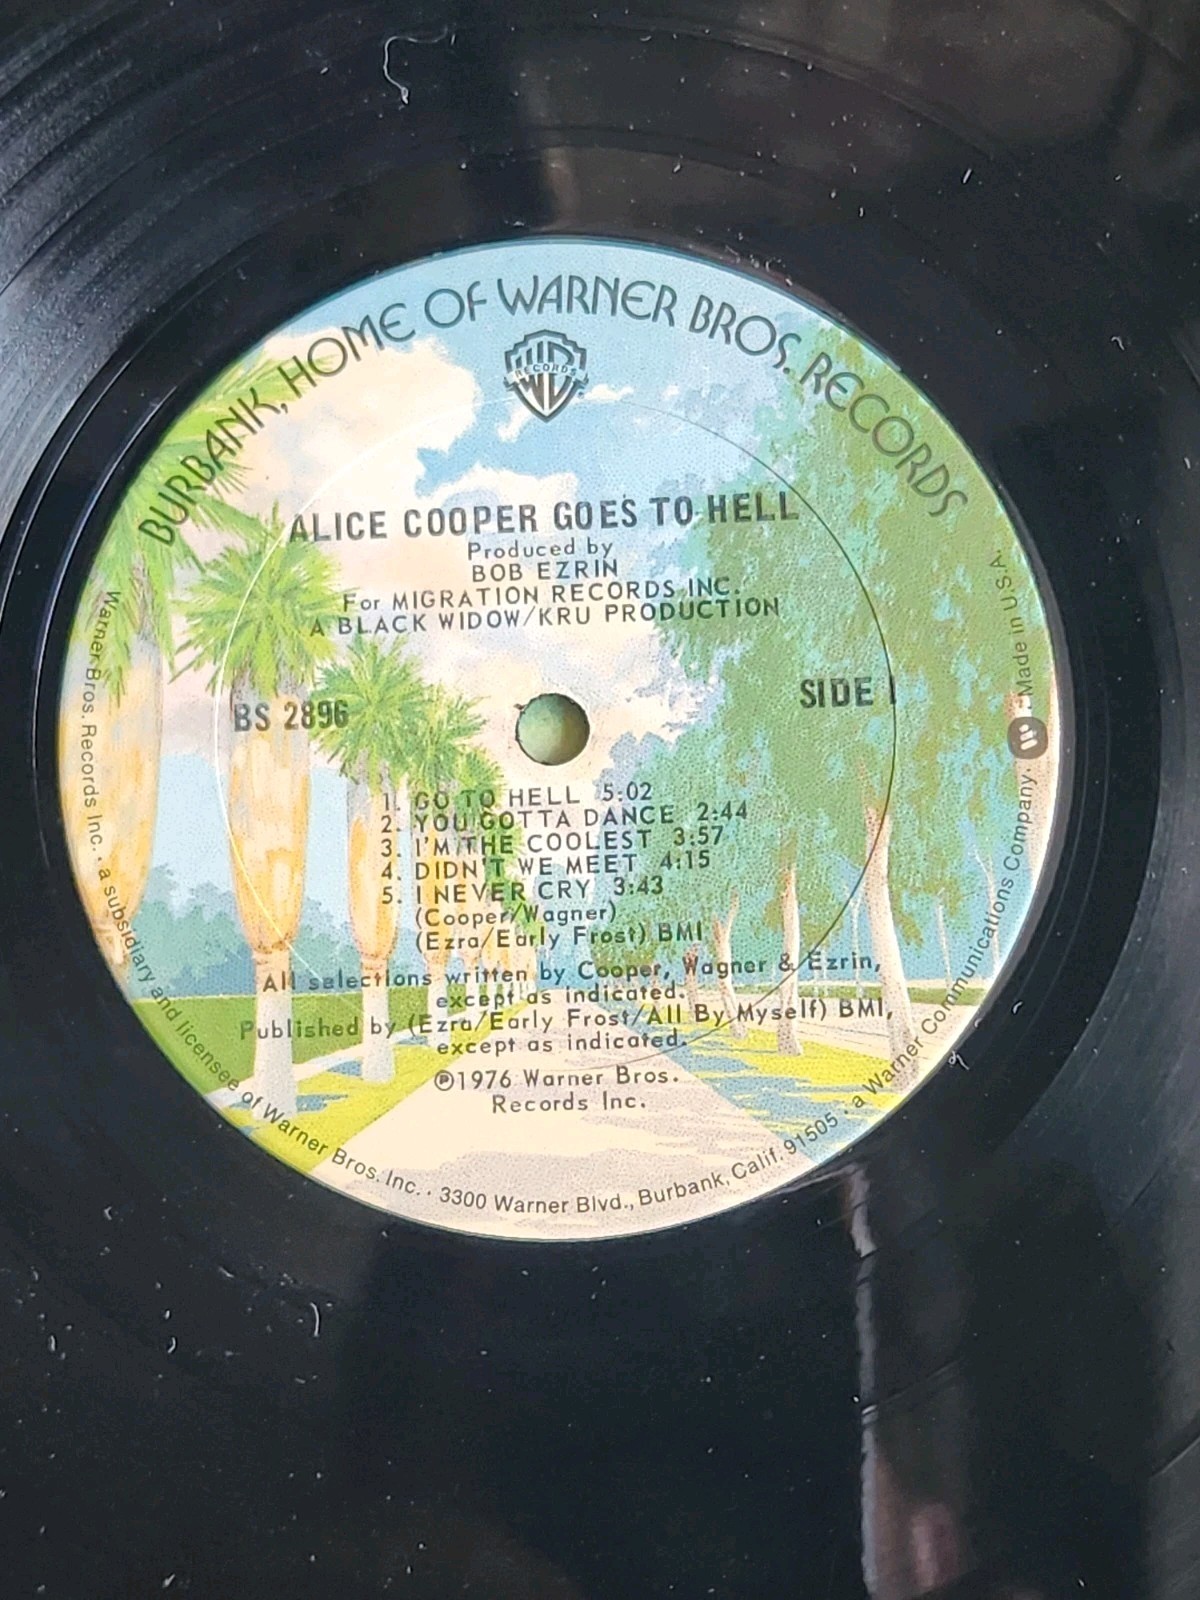 BURBANK, HOME OF WARNER BROS. RECORDS
RECORDS
ALICE COOPER GOES TO HELL
Produced by
BOB EZRIN
For MIGRATION RECORDS INC.
A BLACK WIDOW/KRU PRODUCTION
BS 2896
SIDE 1
1. GO TO HELL 5:02
2. YOU GOTTA DANCE 2:44
3. I'M THE COOLEST 3:57
4. DIDN'T WE MEET 4:15
5. I NEVER CRY 3:43
(Cooper/Wagner)
(Ezra/Early Frost) BMI
All selections written by Cooper, Wagner & Ezrin,
except as indicated.
Published by (Ezra/Early Frost/All By Myself) BMI,
except as indicated.
℗1976 Warner Bros.
Records Inc.
Warner Bros. Records Inc. · a subsidiary and licensee of Warner Bros. Inc. · 3300 Warner Blvd., Burbank, Calif. 91505 · a Warner Communications Company · Made in U.S.A.